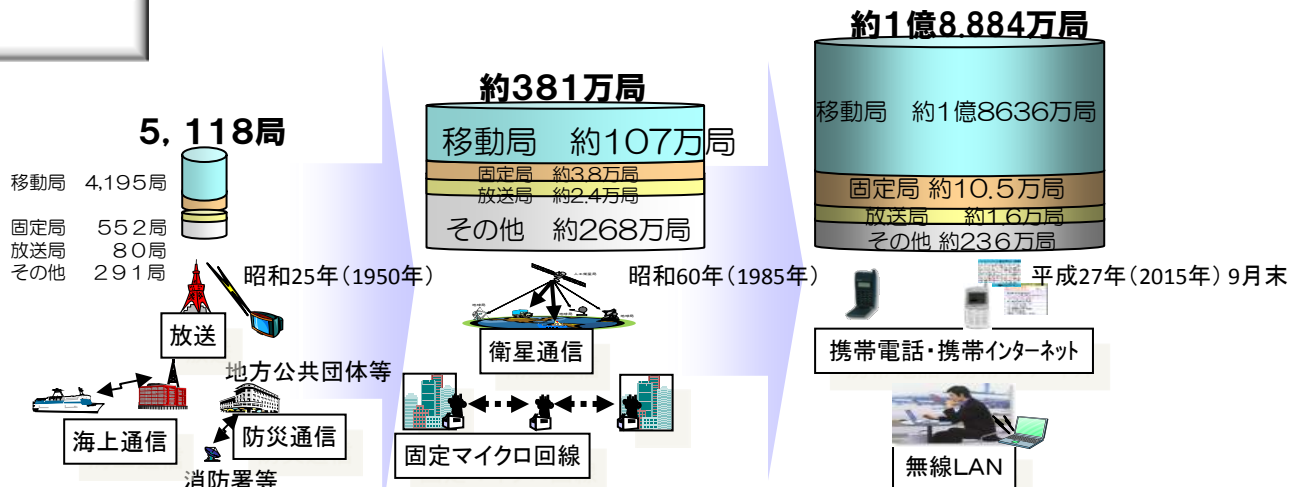 5，118局
移動局　4,195局
固定局　552局
放送局　80局
その他　291局
昭和25年（1950年）
放送
地方公共団体等
海上通信
防災通信
消防署等
約381万局
移動局　約107万局
固定局　約3.8万局
放送局　約2.4万局
その他　約268万局
昭和60年（1985年）
衛星通信
固定マイクロ回線
約1億8,884万局
移動局　約1億8636万局
固定局 約10.5万局
放送局　約1.6万局
その他 約236万局
平成27年（2015年）9月末
携帯電話・携帯インターネット
無線LAN